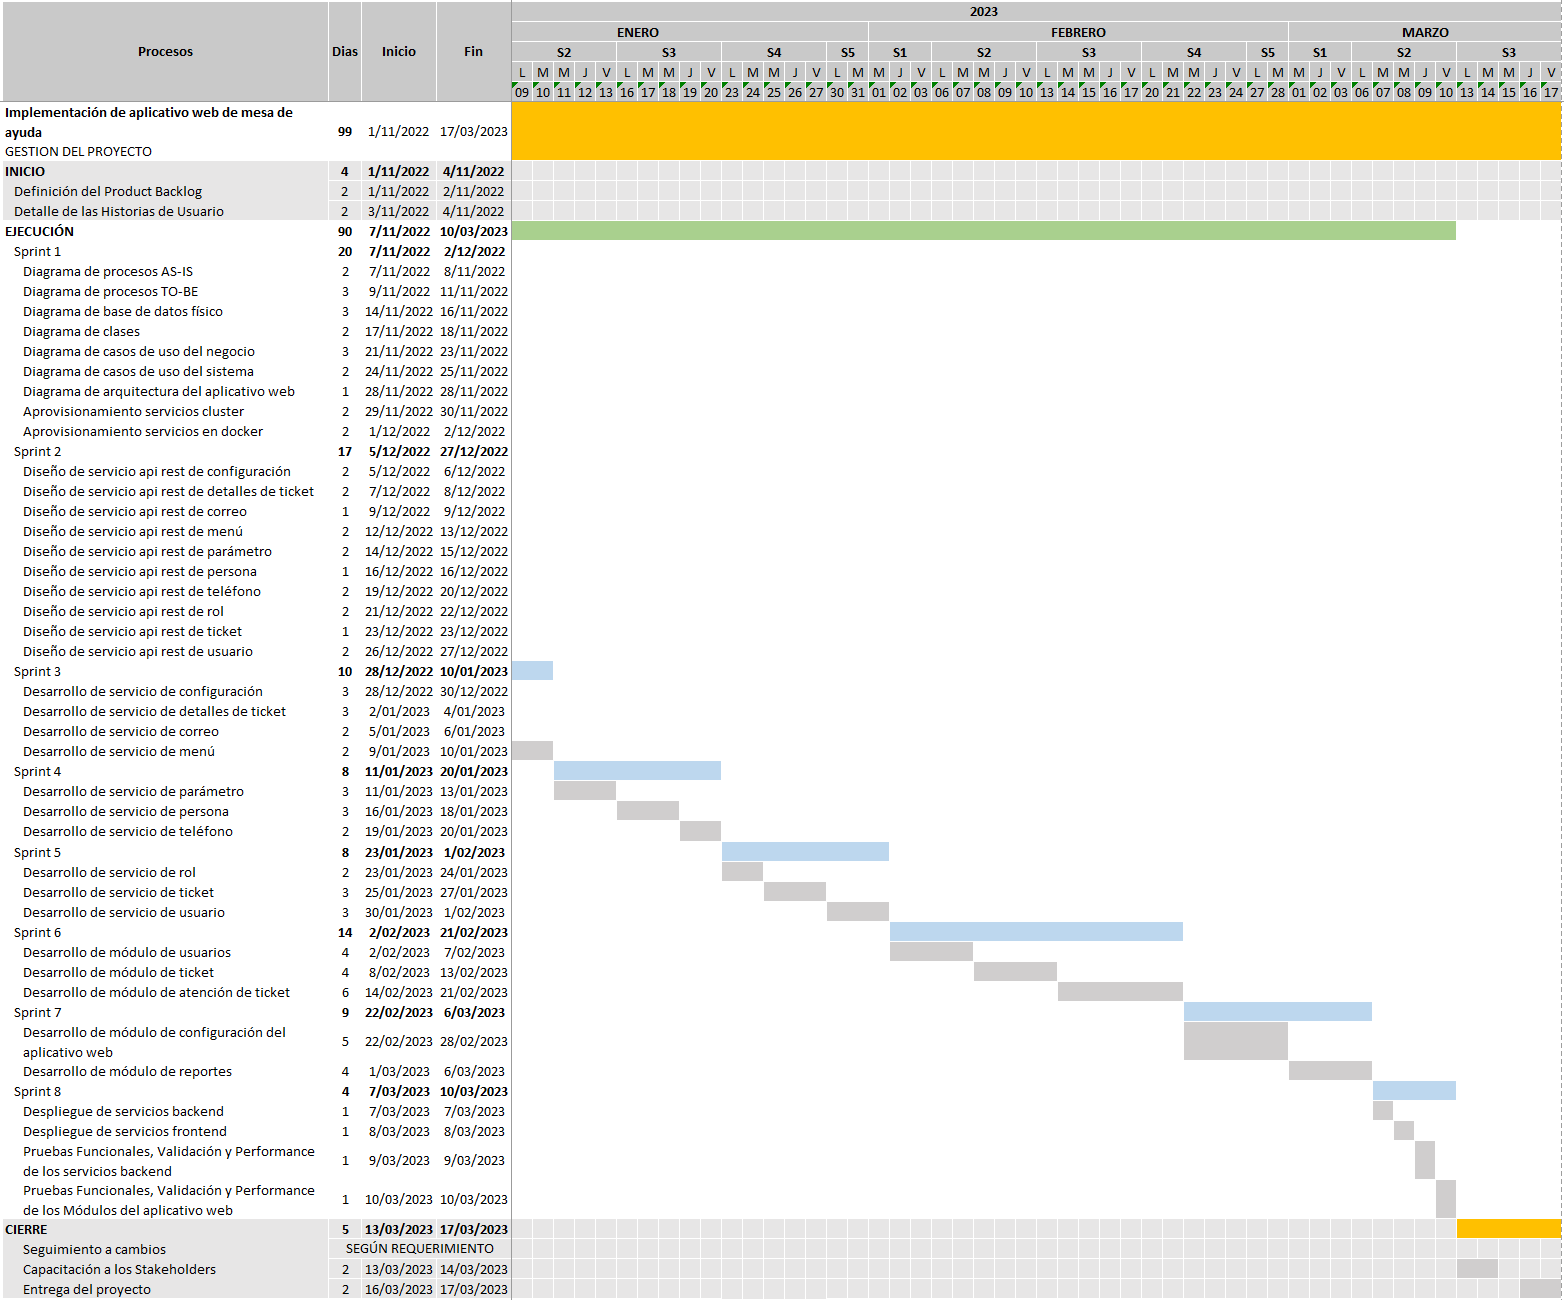 2023
ENERO FEBRERO MARZO
Procesos Dias Inicio Fin S2 S3 S4 S5 S1 S2 S3 S4 S5 S1 S2 S3
L M M J V L M M J V L M M J V L M M J V L M M J V L M M J V L M M J V L M M J V L M M J V L M M J V
09 10 11 12 13 16 17 18 19 20 23 24 25 26 27 30 31 01 02 03 06 07 08 09 10 13 14 15 16 17 20 21 22 23 24 27 28 01 02 03 06 07 08 09 10 13 14 15 16 17
Implementación de aplicativo web de mesa de
ayuda 99 1/11/2022 17/03/2023
GESTION DEL PROYECTO
INICIO 4 1/11/2022 4/11/2022
Definición del Product Backlog 2 1/11/2022 2/11/2022
Detalle de las Historias de Usuario 2 3/11/2022 4/11/2022
EJECUCIÓN 90 7/11/2022 10/03/2023
Sprint 1 20 7/11/2022 2/12/2022
Diagrama de procesos AS-IS 2 7/11/2022 8/11/2022
Diagrama de procesos TO-BE 3 9/11/2022 11/11/2022
Diagrama de base de datos físico 3 14/11/2022 16/11/2022
Diagrama de clases 2 17/11/2022 18/11/2022
Diagrama de casos de uso del negocio 3 21/11/2022 23/11/2022
Diagrama de casos de uso del sistema 2 24/11/2022 25/11/2022
Diagrama de arquitectura del aplicativo web 1 28/11/2022 28/11/2022
Aprovisionamiento servicios cluster 2 29/11/2022 30/11/2022
Aprovisionamiento servicios en docker 2 1/12/2022 2/12/2022
Sprint 2 17 5/12/2022 27/12/2022
Diseño de servicio api rest de configuración 2 5/12/2022 6/12/2022
Diseño de servicio api rest de detalles de ticket 2 7/12/2022 8/12/2022
Diseño de servicio api rest de correo 1 9/12/2022 9/12/2022
Diseño de servicio api rest de menú 2 12/12/2022 13/12/2022
Diseño de servicio api rest de parámetro 2 14/12/2022 15/12/2022
Diseño de servicio api rest de persona 1 16/12/2022 16/12/2022
Diseño de servicio api rest de teléfono 2 19/12/2022 20/12/2022
Diseño de servicio api rest de rol 2 21/12/2022 22/12/2022
Diseño de servicio api rest de ticket 1 23/12/2022 23/12/2022
Diseño de servicio api rest de usuario 2 26/12/2022 27/12/2022
Sprint 3 10 28/12/2022 10/01/2023
Desarrollo de servicio de configuración 3 28/12/2022 30/12/2022
Desarrollo de servicio de detalles de ticket 3 2/01/2023 4/01/2023
Desarrollo de servicio de correo 2 5/01/2023 6/01/2023
Desarrollo de servicio de menú 2 9/01/2023 10/01/2023
Sprint 4 8 11/01/2023 20/01/2023
Desarrollo de servicio de parámetro 3 11/01/2023 13/01/2023
Desarrollo de servicio de persona 3 16/01/2023 18/01/2023
Desarrollo de servicio de teléfono 2 19/01/2023 20/01/2023
Sprint 5 8 23/01/2023 1/02/2023
Desarrollo de servicio de rol 2 23/01/2023 24/01/2023
Desarrollo de servicio de ticket 3 25/01/2023 27/01/2023
Desarrollo de servicio de usuario 3 30/01/2023 1/02/2023
Sprint 6 14 2/02/2023 21/02/2023
Desarrollo de módulo de usuarios 4 2/02/2023 7/02/2023
Desarrollo de módulo de ticket 4 8/02/2023 13/02/2023
Desarrollo de módulo de atención de ticket 6 14/02/2023 21/02/2023
Sprint 7 9 22/02/2023 6/03/2023
Desarrollo de módulo de configuración del
aplicativo web 5 22/02/2023 28/02/2023
Desarrollo de módulo de reportes 4 1/03/2023 6/03/2023
Sprint 8 4 7/03/2023 10/03/2023
Despliegue de servicios backend 1 7/03/2023 7/03/2023
Despliegue de servicios frontend 1 8/03/2023 8/03/2023
Pruebas Funcionales, Validación y Performance
de los servicios backend 1 9/03/2023 9/03/2023
Pruebas Funcionales, Validación y Performance
de los Módulos del aplicativo web 1 10/03/2023 10/03/2023
CIERRE 5 13/03/2023 17/03/2023
Seguimiento a cambios SEGÚN REQUERIMIENTO
Capacitación a los Stakeholders 2 13/03/2023 14/03/2023
Entrega del proyecto 2 16/03/2023 17/03/2023